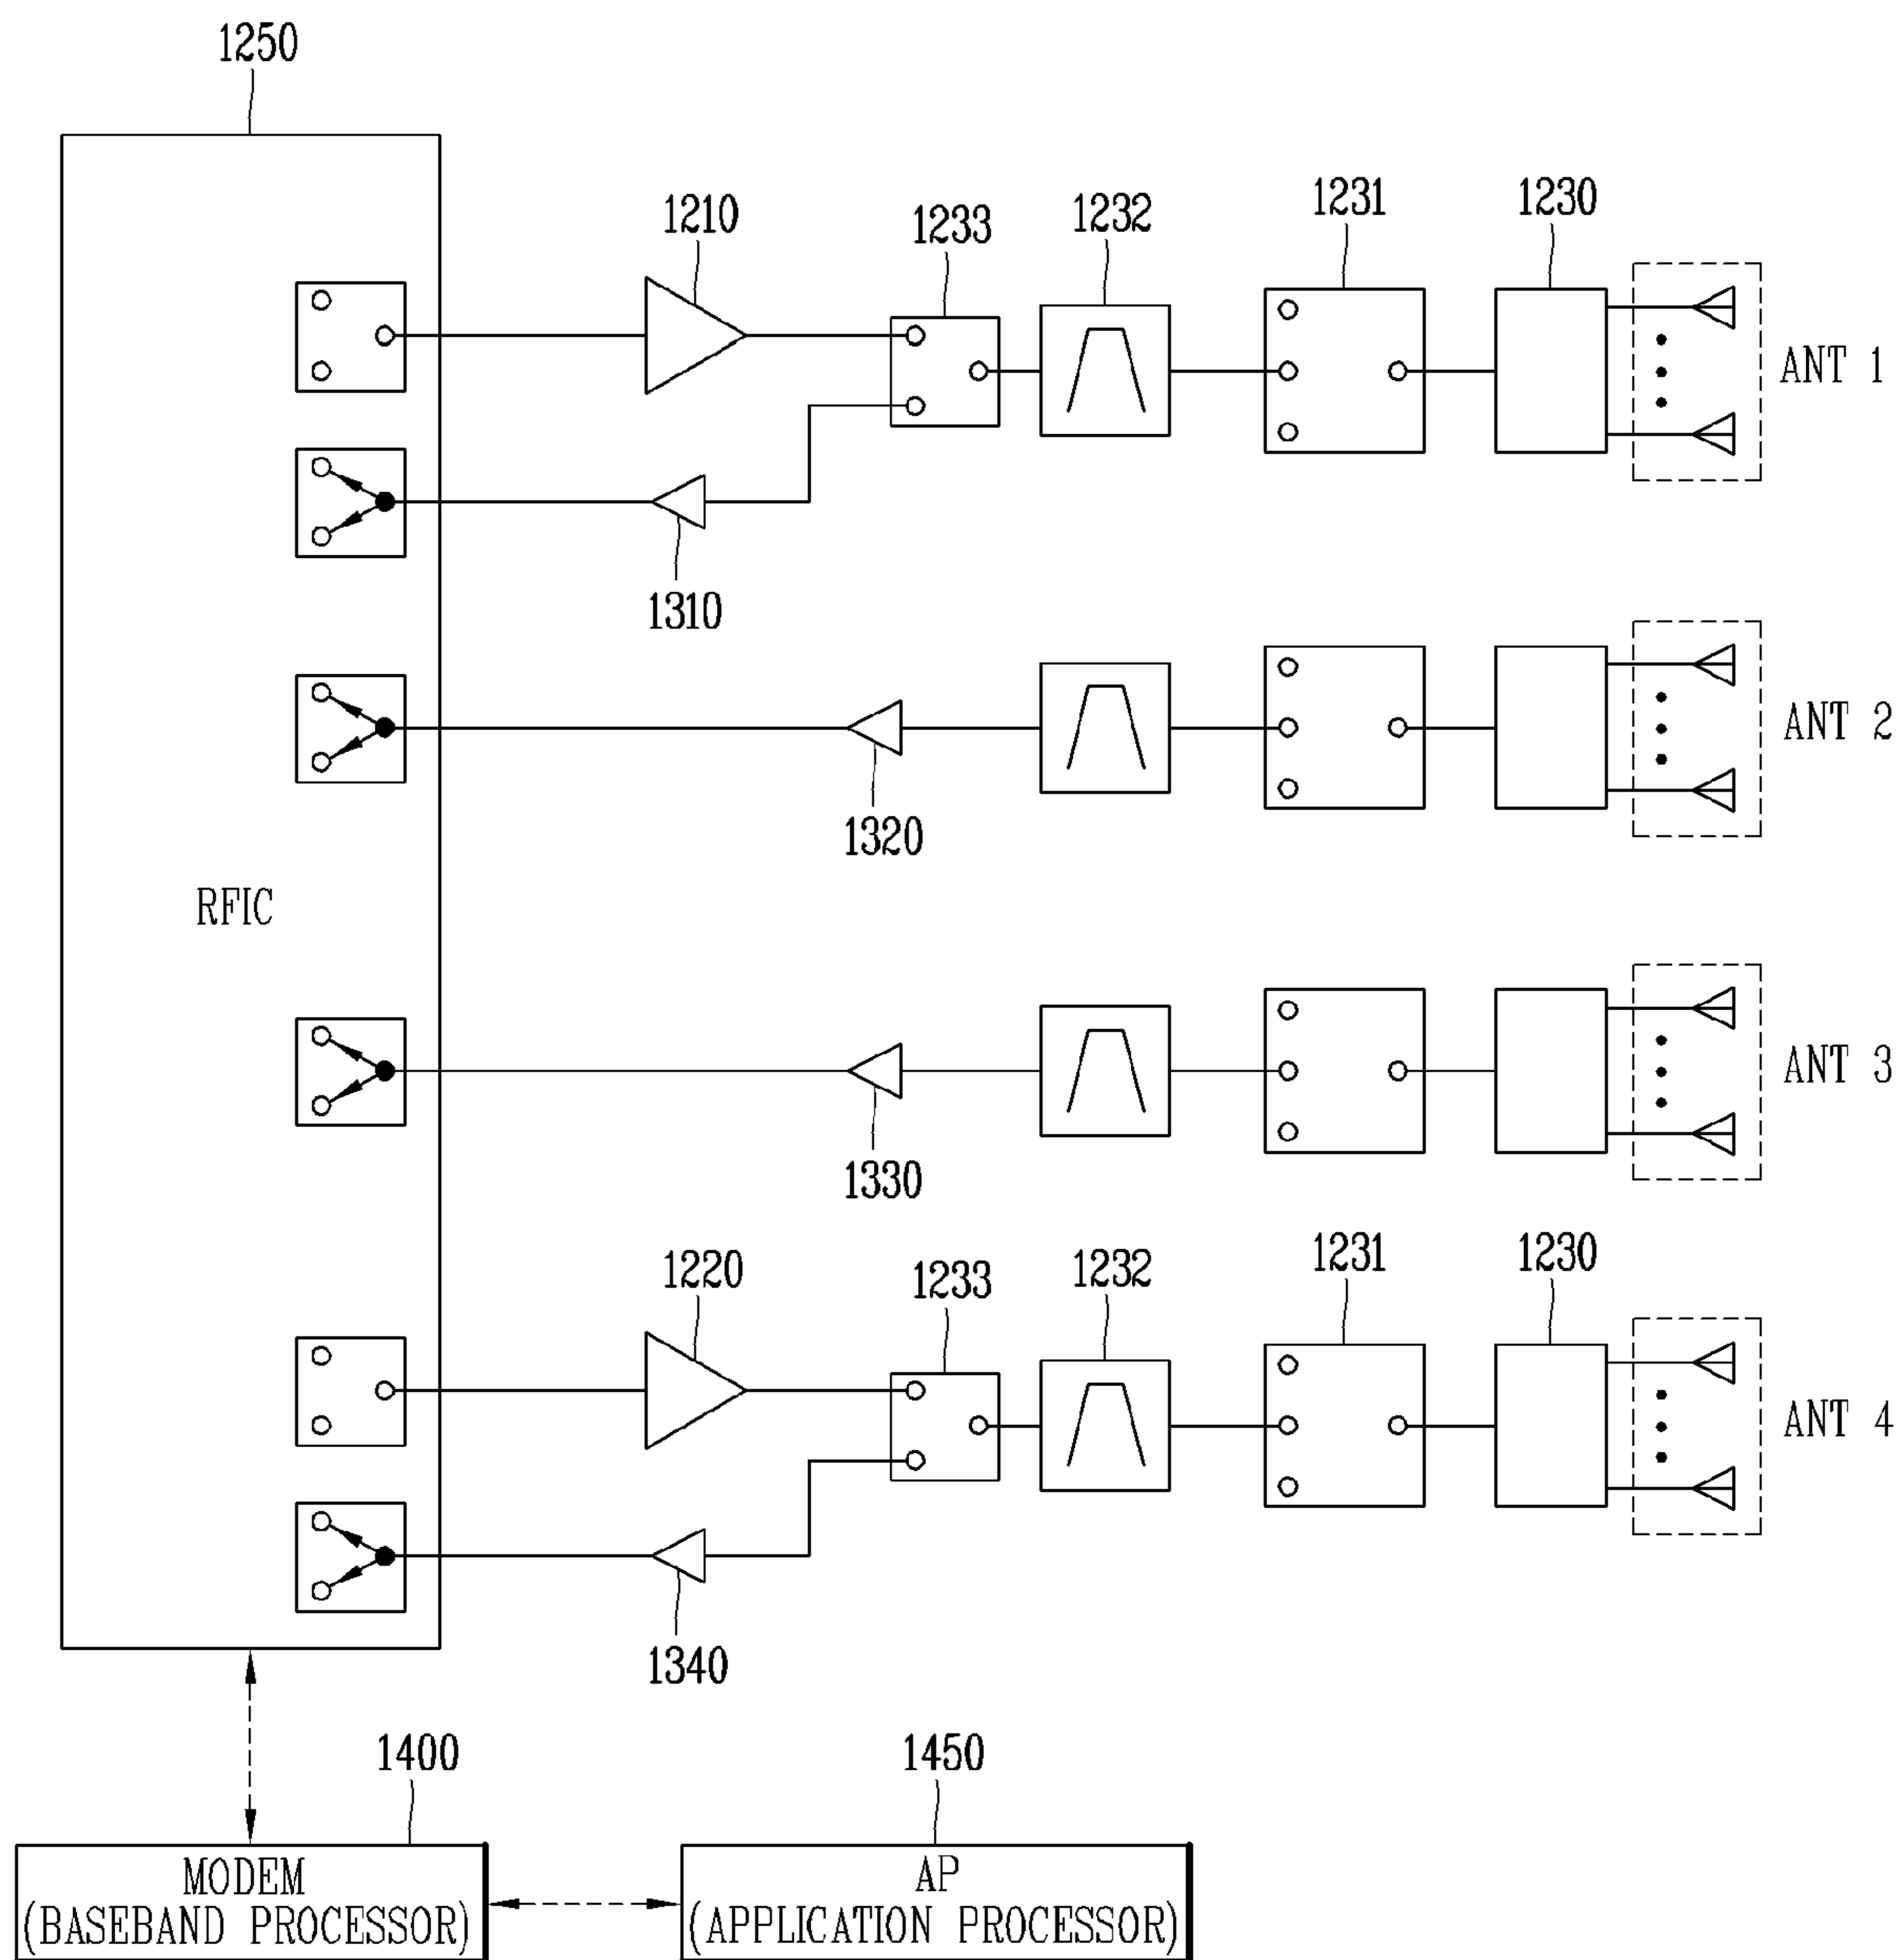 1250
1210
1233
1232
1231
1230
ANT 1
1310
ANT 2
1320
RFIC
ANT 3
1330
1220
1233
1232
1231
1230
ANT 4
1340
1400
1450
MODEM
(BASEBAND PROCESSOR)
AP
(APPLICATION PROCESSOR)